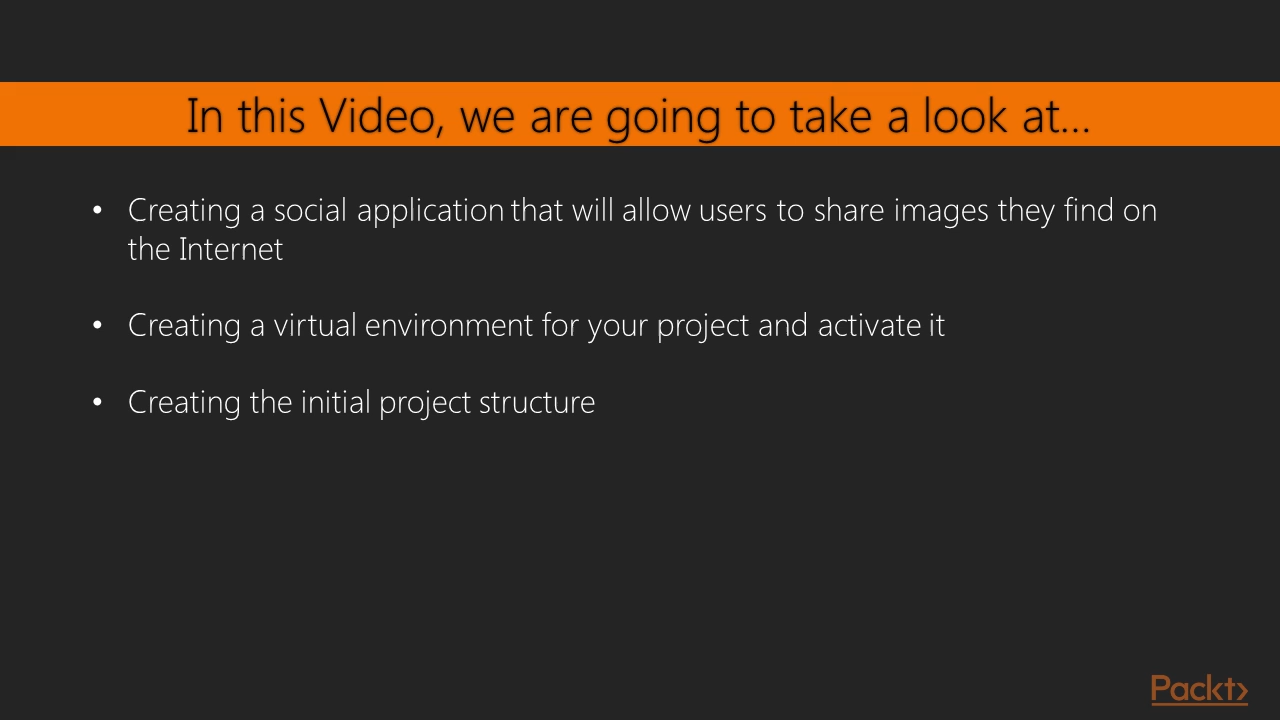 In this Video, we are going to take a look at...
• Creating a social application that will allow users to share images they find on
the Internet
• Creating a virtual environment for your project and activate it
• Creating the initial project structure
Packt>